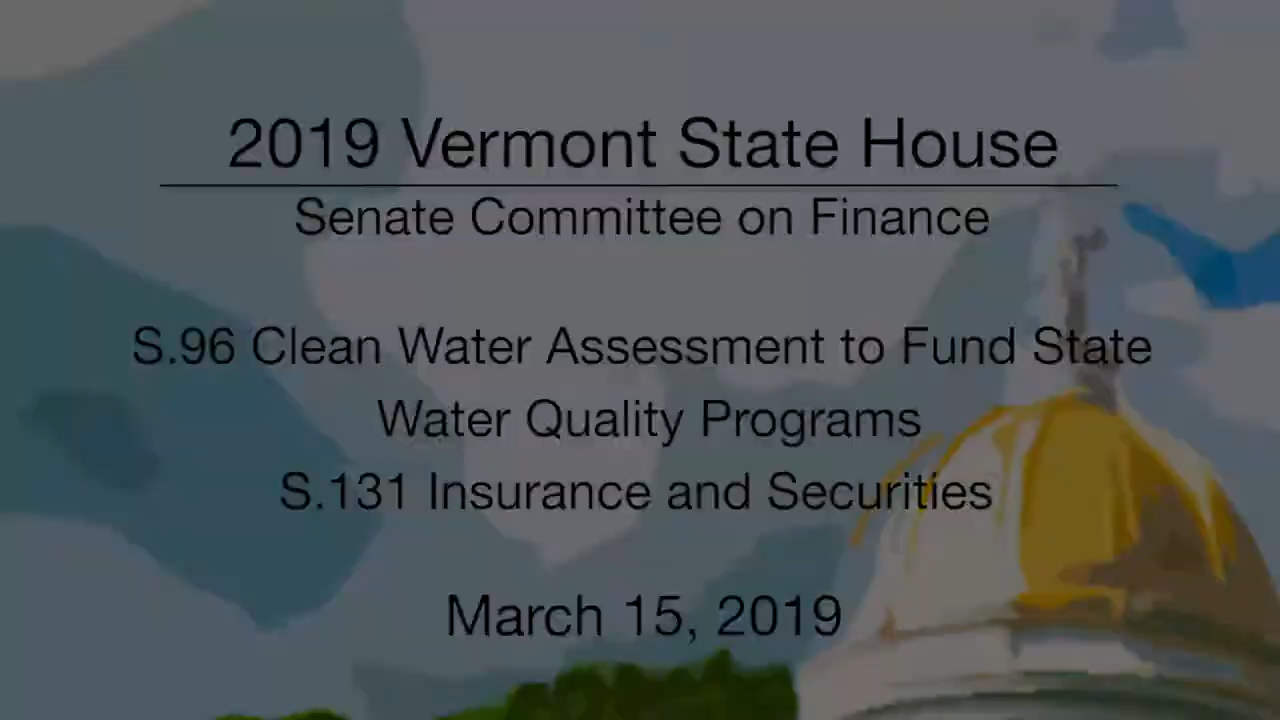 2019 Vermont State House
Senate Committee on Finance
S.96 Clean Water Assessment to Fund State
Water Quality Programs
S.131 Insurance and Securities
March 15, 2019